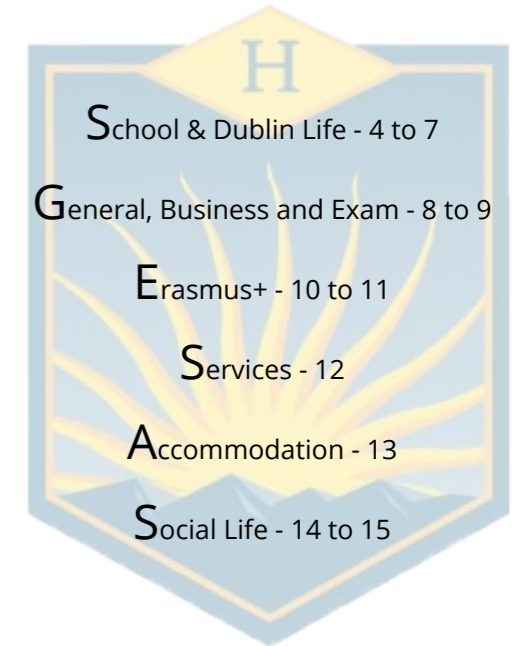 H
School & Dublin Life - 4 to 7
General, Business and Exam - 8 to 9
Erasmus+ - 10 to 11
Services - 12
Accommodation - 13
Social Life - 14 to 15